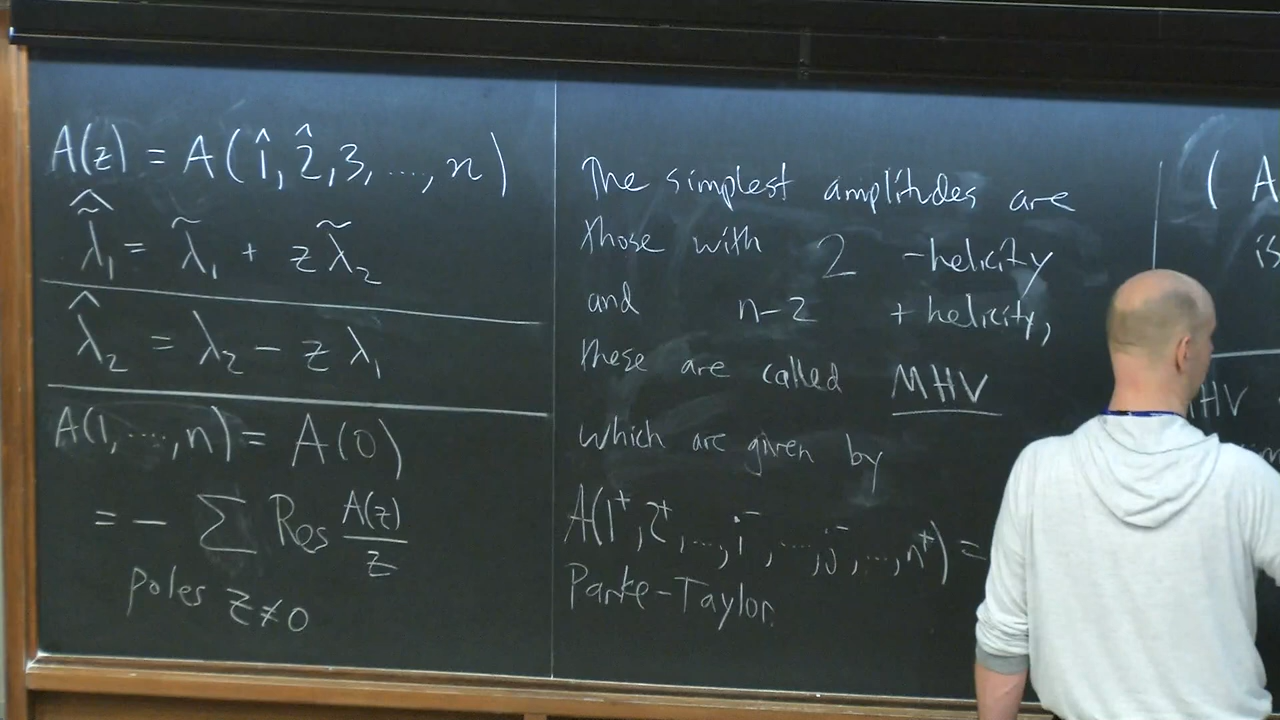 A(z) = A(1̂, 2̂, 3, ..., n)
λ̃̂₁ = λ̃₁ + z λ̃₂
λ̂₂ = λ₂ − z λ₁
A(1, ..., n) = A(0)
= − Σ Res A(z)/z
poles z≠0
The simplest amplitudes are
those with 2 -helicity
and n-2 +helicity,
these are called MHV
which are given by
A(1⁺, 2⁺, ..., i⁻, ..., j⁻, ..., n⁺) =
Parke-Taylor.
( A
is
MHV